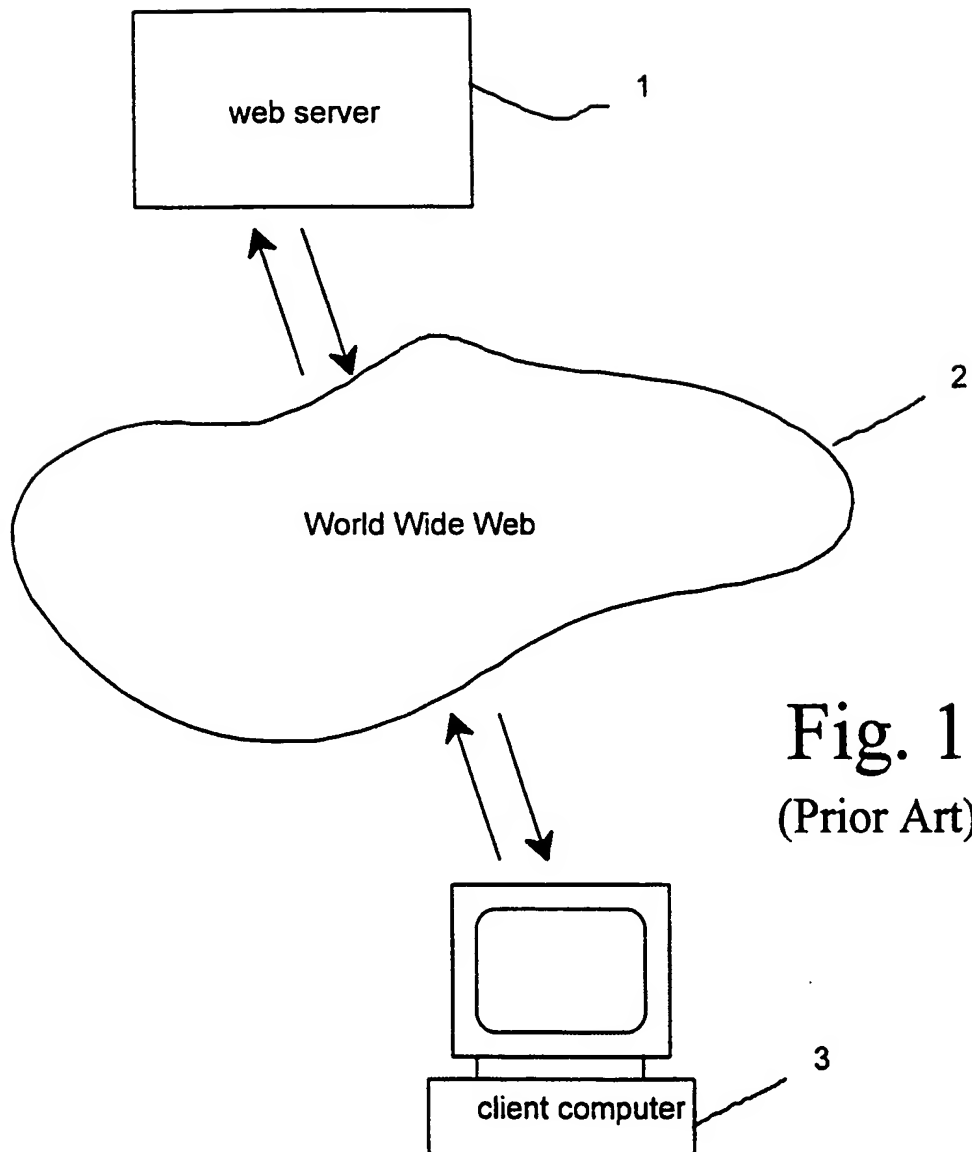 web server
1
2
World Wide Web
Fig. 1
(Prior Art)
client computer
3